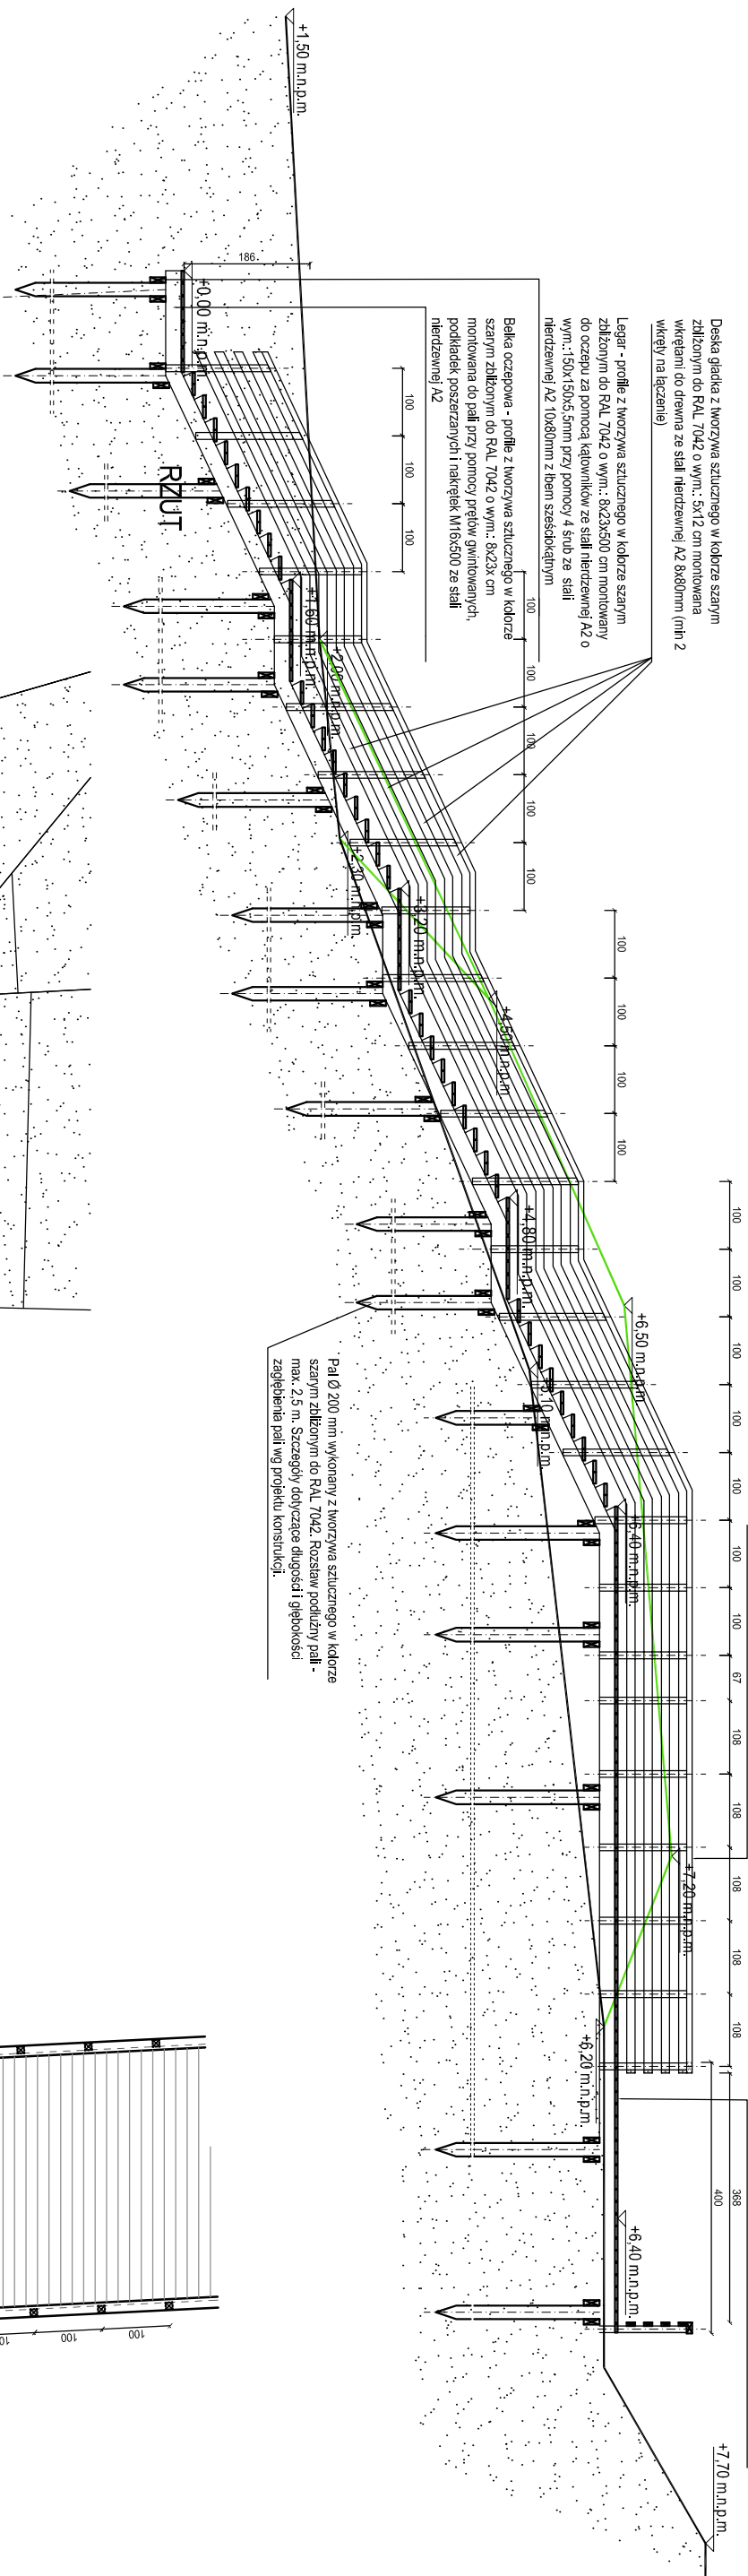 Deska gładka z tworzywa sztucznego w kolorze szarym
zbliżonym do RAL 7042 o wym.: 5x12 cm montowana
wkrętami do drewna ze stali nierdzewnej A2 8x80mm (min 2
wkręty na łączenie)
Legar - profile z tworzywa sztucznego w kolorze szarym
zbliżonym do RAL 7042 o wym.: 8x23x500 cm montowany
do oczepu za pomocą kątowników ze stali nierdzewnej A2 o
wym.:150x150x5,5mm przy pomocy 4 śrub ze stali
nierdzewnej A2 10x80mm z łbem sześciokątnym
Belka oczepowa - profile z tworzywa sztucznego w kolorze
szarym zbliżonym do RAL 7042 o wym.: 8x23x cm
montowana do pali przy pomocy prętów gwintowanych,
podkładek poszerzanych i nakrętek M16x500 ze stali
nierdzewnej A2
Pal Ø 200 mm wykonany z tworzywa sztucznego w kolorze
szarym zbliżonym do RAL 7042. Rozstaw podłużny pali -
max. 2,5 m. Szczegóły dotyczące długości i głębokości
zagłębienia pali wg projektu konstrukcji.
+1,50 m.n.p.m.
186
+0,00 m.n.p.m.
100
100
100
RZUT
+1,60 m.n.p.m.
+2,00 m.n.p.m.
100
100
100
100
100
+2,30 m.n.p.m.
+3,20 m.n.p.m.
+4,50 m.n.p.m.
100
100
100
100
+4,80 m.n.p.m.
+5,10 m.n.p.m.
+6,50 m.n.p.m.
100
100
100
100
100
+6,40 m.n.p.m.
100
100
67
108
108
108
108
108
+7,20 m.n.p.m.
+6,20 m.n.p.m.
368
400
+6,40 m.n.p.m.
+7,70 m.n.p.m.
100
100